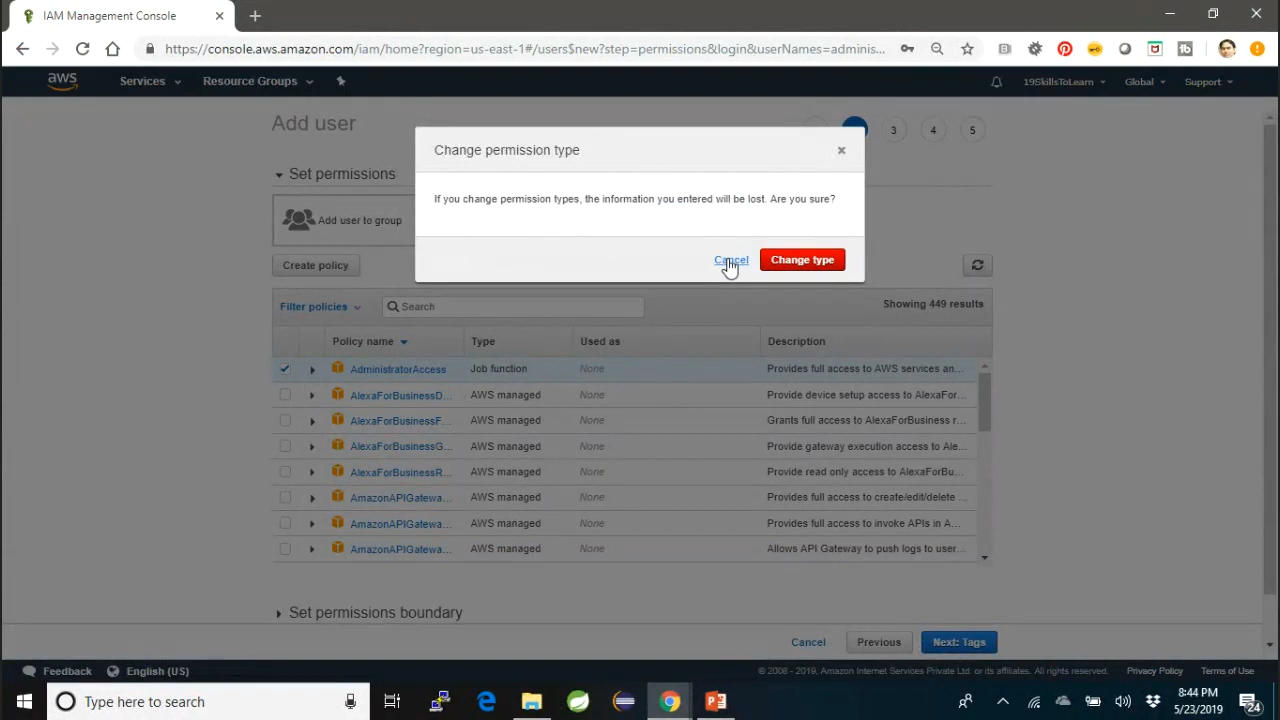 IAM Management Console
https://console.aws.amazon.com/iam/home?region=us-east-1#/users$new?step=permissions&login&userNames=adminis...
aws
Services
Resource Groups
19SkillsToLearn
Global
Support
Add user
3
4
5
Change permission type
If you change permission types, the information you entered will be lost. Are you sure?
Cancel
Change type
Set permissions
Add user to group
Create policy
Filter policies
Search
Showing 449 results
Policy name
Type
Used as
Description
AdministratorAccess
Job function
None
Provides full access to AWS services an...
AlexaForBusinessD...
AWS managed
None
Provide device setup access to AlexaFor...
AlexaForBusinessF...
AWS managed
None
Grants full access to AlexaForBusiness r...
AlexaForBusinessG...
AWS managed
None
Provide gateway execution access to Ale...
AlexaForBusinessR...
AWS managed
None
Provide read only access to AlexaForBu...
AmazonAPIGatewa...
AWS managed
None
Provides full access to create/edit/delete ...
AmazonAPIGatewa...
AWS managed
None
Provides full access to invoke APIs in A...
AmazonAPIGatewa...
AWS managed
None
Allows API Gateway to push logs to user...
Set permissions boundary
Cancel
Previous
Next: Tags
Feedback
English (US)
© 2008 - 2019, Amazon Internet Services Private Ltd. or its affiliates. All rights reserved.
Privacy Policy
Terms of Use
Type here to search
8:44 PM
5/23/2019
24